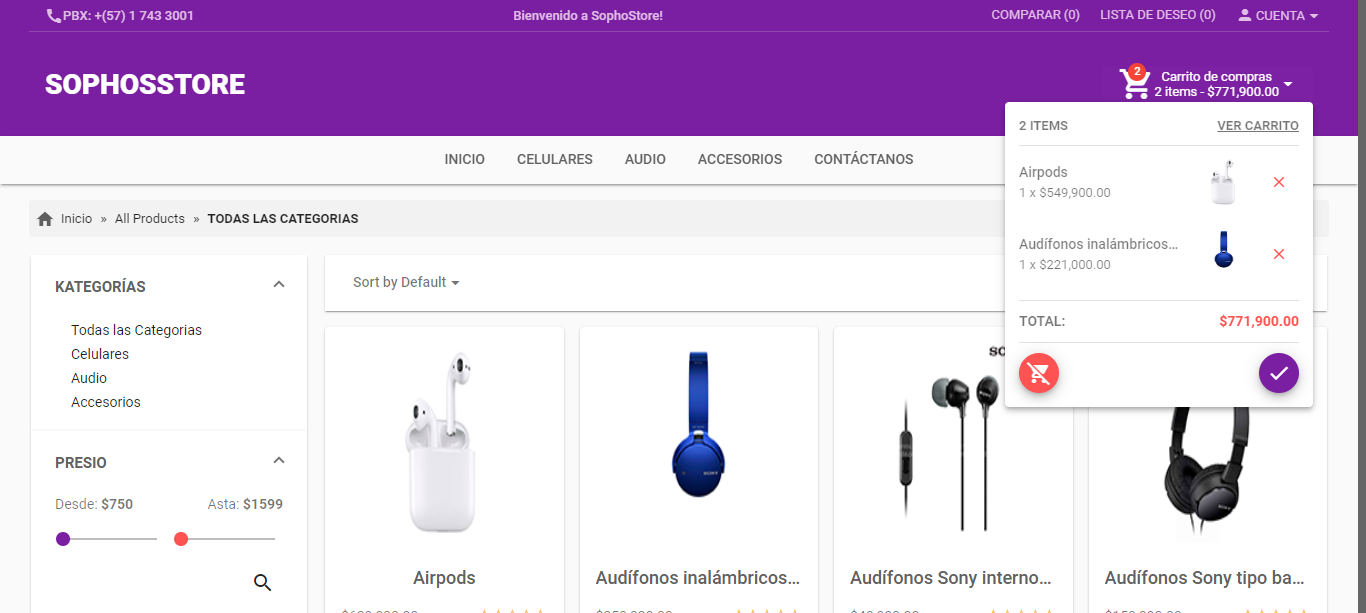 PBX: +(57) 1 743 3001
Bienvenido a SophoStore!
COMPARAR (0)
LISTA DE DESEO (0)
CUENTA
SOPHOSSTORE
2
Carrito de compras
2 items - $771,900.00
INICIO
CELULARES
AUDIO
ACCESORIOS
CONTÁCTANOS
2 ITEMS
VER CARRITO
Airpods
1 x $549,900.00
Audífonos inalámbricos...
1 x $221,000.00
TOTAL:
$771,900.00
Inicio » All Products » TODAS LAS CATEGORIAS
KATEGORÍAS
Todas las Categorias
Celulares
Audio
Accesorios
PRESIO
Desde: $750
Asta: $1599
Sort by Default
Airpods
Audífonos inalámbricos...
Audífonos Sony interno...
Audífonos Sony tipo ba...